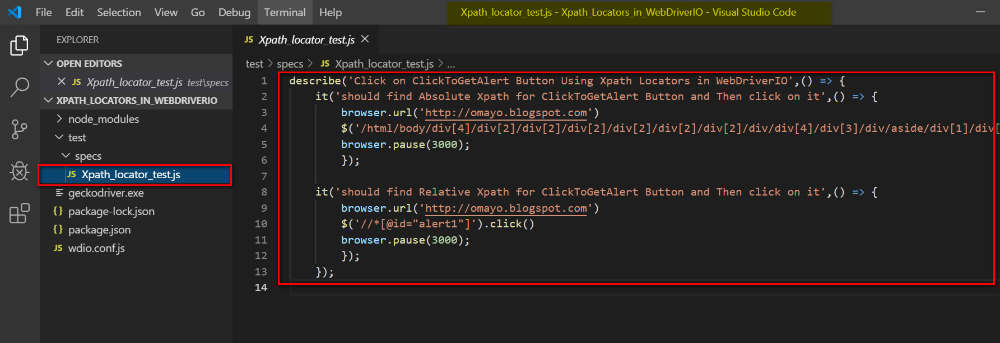 File Edit Selection View Go Debug Terminal Help Xpath_locator_test.js - Xpath_Locators_in_WebDriverIO - Visual Studio Code
EXPLORER
OPEN EDITORS
JS Xpath_locator_test.js test\specs
XPATH_LOCATORS_IN_WEBDRIVERIO
node_modules
test
specs
JS Xpath_locator_test.js
geckodriver.exe
{} package-lock.json
{} package.json
JS wdio.conf.js
JS Xpath_locator_test.js
test > specs > JS Xpath_locator_test.js > ...
1 describe('Click on ClickToGetAlert Button Using Xpath Locators in WebDriverIO',() => {
2 it('should find Absolute Xpath for ClickToGetAlert Button and Then click on it',() => {
3 browser.url('http://omayo.blogspot.com')
4 $('/html/body/div[4]/div[2]/div[2]/div[2]/div[2]/div[2]/div[2]/div/div[4]/div[3]/div/aside/div[1]/div[
5 browser.pause(3000);
6 });
7
8 it('should find Relative Xpath for ClickToGetAlert Button and Then click on it',() => {
9 browser.url('http://omayo.blogspot.com')
10 $('//*[@id="alert1"]').click()
11 browser.pause(3000);
12 });
13 });
14